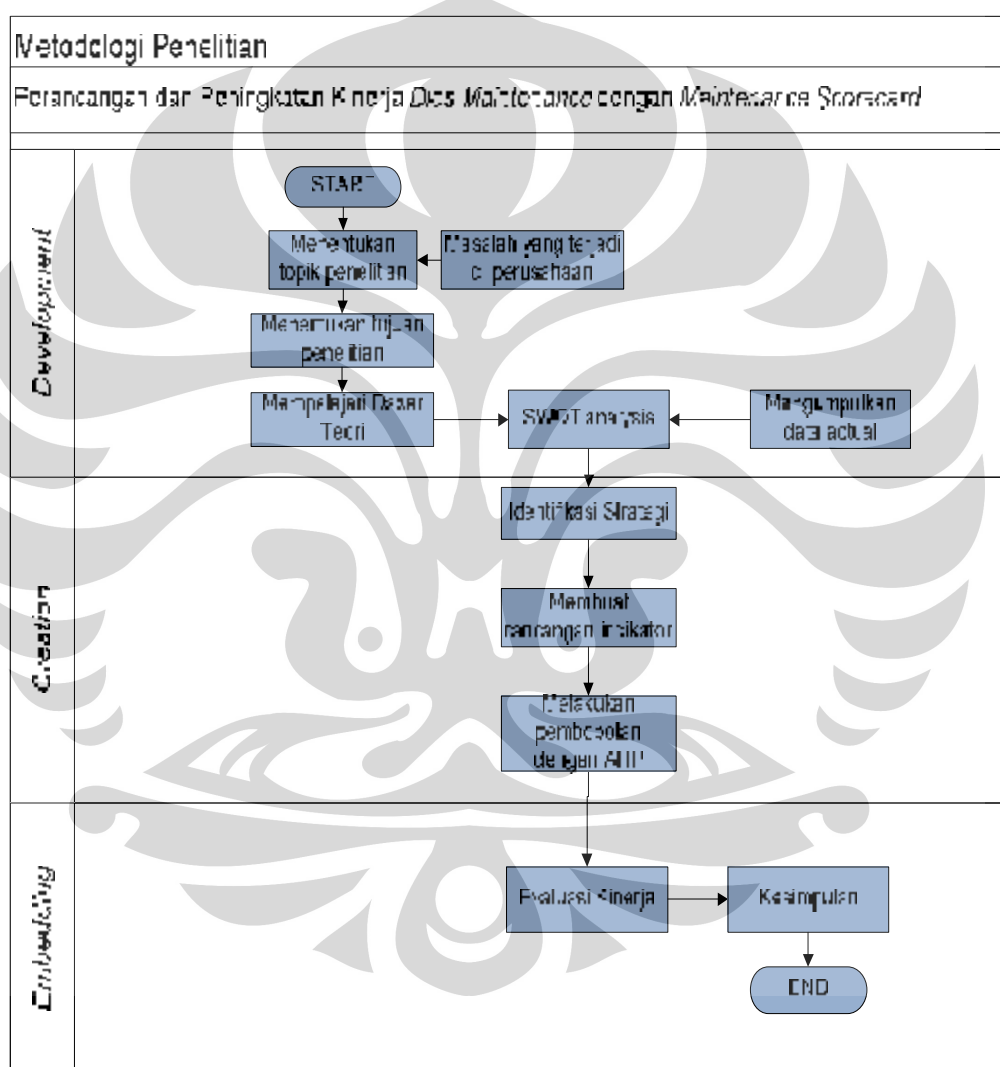 Metodologi Penelitian
Perancangan dan Peningkatan Kinerja Dies Maintenance dengan Maintenance Scorecard
Development
START
Menentukan
topik penelitian
Masalah yang terjadi
di perusahaan
Menentukan tujuan
penelitian
Mempelajari Dasar
Teori
SWOT analysis
Mengumpulkan
data actual
Creation
Identifikasi Strategi
Membuat
rancangan indikator
Melakukan
pembobotan
dengan AHP
Embedding
Evaluasi Kinerja
Kesimpulan
END